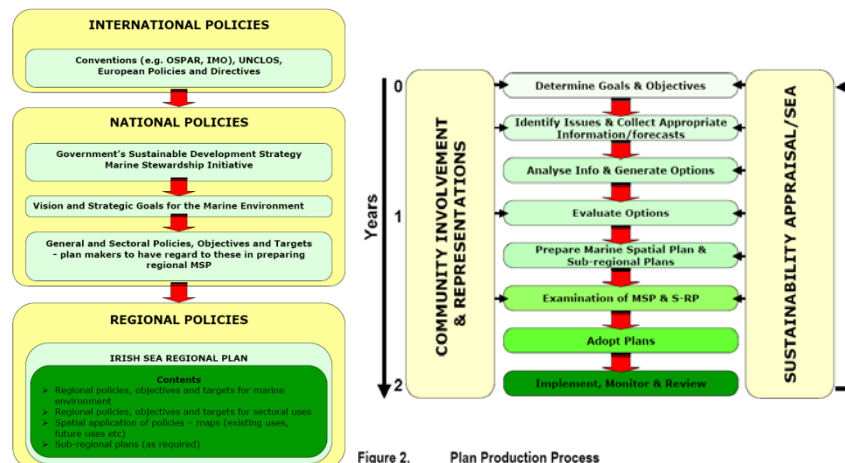 INTERNATIONAL POLICIES
Conventions (e.g. OSPAR, IMO), UNCLOS,
European Policies and Directives
NATIONAL POLICIES
Government's Sustainable Development Strategy
Marine Stewardship Initiative
Vision and Strategic Goals for the Marine Environment
General and Sectoral Policies, Objectives and Targets
– plan makers to have regard to these in preparing
regional MSP
REGIONAL POLICIES
IRISH SEA REGIONAL PLAN
Contents
➢ Regional policies, objectives and targets for marine
environment
➢ Regional policies, objectives and targets for sectoral uses
➢ Spatial application of policies – maps (existing uses,
future uses etc)
➢ Sub-regional plans (as required)
Years
0
1
2
COMMUNITY INVOLVEMENT
& REPRESENTATIONS
Determine Goals & Objectives
Identify Issues & Collect Appropriate
Information/forecasts
Analyse Info & Generate Options
Evaluate Options
Prepare Marine Spatial Plan &
Sub-regional Plans
Examination of MSP & S-RP
Adopt Plans
Implement, Monitor & Review
SUSTAINABILITY APPRAISAL/SEA
Figure 2. Plan Production Process